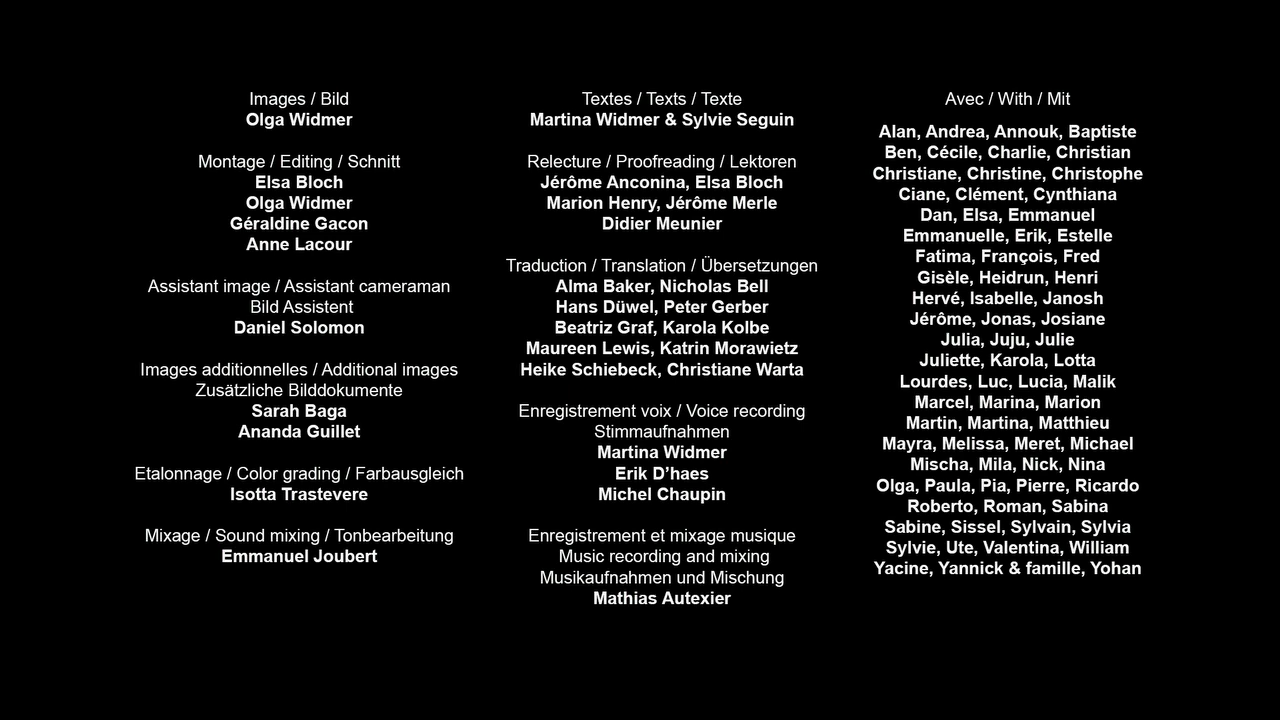 Images / Bild
Olga Widmer
Montage / Editing / Schnitt
Elsa Bloch
Olga Widmer
Géraldine Gacon
Anne Lacour
Assistant image / Assistant cameraman
Bild Assistent
Daniel Solomon
Images additionnelles / Additional images
Zusätzliche Bilddokumente
Sarah Baga
Ananda Guillet
Etalonnage / Color grading / Farbausgleich
Isotta Trastevere
Mixage / Sound mixing / Tonbearbeitung
Emmanuel Joubert
Textes / Texts / Texte
Martina Widmer & Sylvie Seguin
Relecture / Proofreading / Lektoren
Jérôme Anconina, Elsa Bloch
Marion Henry, Jérôme Merle
Didier Meunier
Traduction / Translation / Übersetzungen
Alma Baker, Nicholas Bell
Hans Düwel, Peter Gerber
Beatriz Graf, Karola Kolbe
Maureen Lewis, Katrin Morawietz
Heike Schiebeck, Christiane Warta
Enregistrement voix / Voice recording
Stimmaufnahmen
Martina Widmer
Erik D’haes
Michel Chaupin
Enregistrement et mixage musique
Music recording and mixing
Musikaufnahmen und Mischung
Mathias Autexier
Avec / With / Mit
Alan, Andrea, Annouk, Baptiste
Ben, Cécile, Charlie, Christian
Christiane, Christine, Christophe
Ciane, Clément, Cynthiana
Dan, Elsa, Emmanuel
Emmanuelle, Erik, Estelle
Fatima, François, Fred
Gisèle, Heidrun, Henri
Hervé, Isabelle, Janosh
Jérôme, Jonas, Josiane
Julia, Juju, Julie
Juliette, Karola, Lotta
Lourdes, Luc, Lucia, Malik
Marcel, Marina, Marion
Martin, Martina, Matthieu
Mayra, Melissa, Meret, Michael
Mischa, Mila, Nick, Nina
Olga, Paula, Pia, Pierre, Ricardo
Roberto, Roman, Sabina
Sabine, Sissel, Sylvain, Sylvia
Sylvie, Ute, Valentina, William
Yacine, Yannick & famille, Yohan